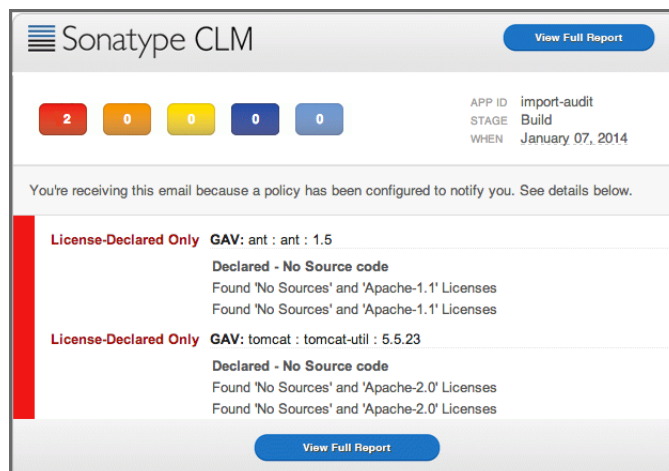 Sonatype CLM
View Full Report
2 0 0 0 0
APP ID import-audit
STAGE Build
WHEN January 07, 2014
You're receiving this email because a policy has been configured to notify you. See details below.
License-Declared Only GAV: ant : ant : 1.5
Declared - No Source code
Found 'No Sources' and 'Apache-1.1' Licenses
Found 'No Sources' and 'Apache-1.1' Licenses
License-Declared Only GAV: tomcat : tomcat-util : 5.5.23
Declared - No Source code
Found 'No Sources' and 'Apache-2.0' Licenses
Found 'No Sources' and 'Apache-2.0' Licenses
View Full Report